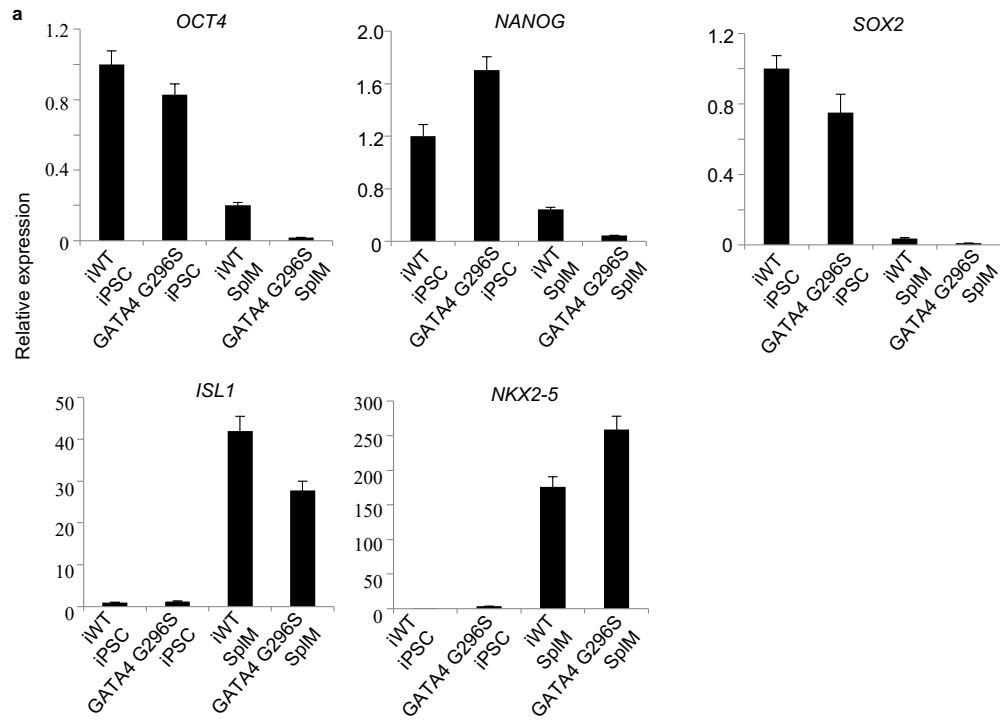 a
OCT4
NANOG
SOX2
Relative expression
1.2
0.8
0.4
0
iWT
iPSC
GATA4 G296S
iPSC
iWT
SplM
GATA4 G296S
SplM
2.0
1.6
1.2
0.8
0
iWT
iPSC
GATA4 G296S
iPSC
iWT
SplM
GATA4 G296S
SplM
1.2
0.8
0.4
0
iWT
iPSC
GATA4 G296S
iPSC
iWT
SplM
GATA4 G296S
SplM
ISL1
50
40
30
20
10
0
iWT
iPSC
GATA4 G296S
iPSC
iWT
SplM
GATA4 G296S
SplM
NKX2-5
300
250
200
150
100
50
0
iWT
iPSC
GATA4 G296S
iPSC
iWT
SplM
GATA4 G296S
SplM